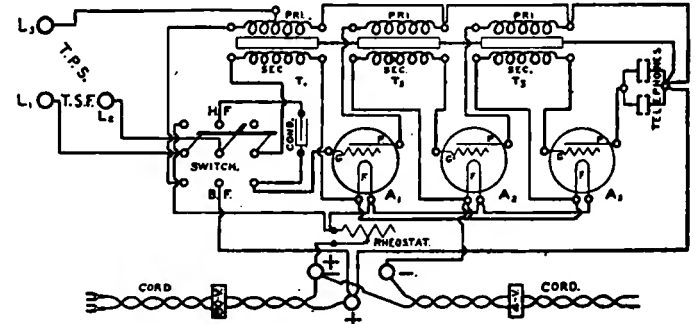 PRI. PRI PRI
L₃
T.P.S.
SEC SEC. SEC.
T. T₂ T₃
L₁ T.S.F. L₂
H.F.
COND.
TELEPHONES
SWITCH.
G P G P P
F F F
B.F.
A₁ A₂ A₃
RHEOSTAT.
+ − −
CORD CORD.
+